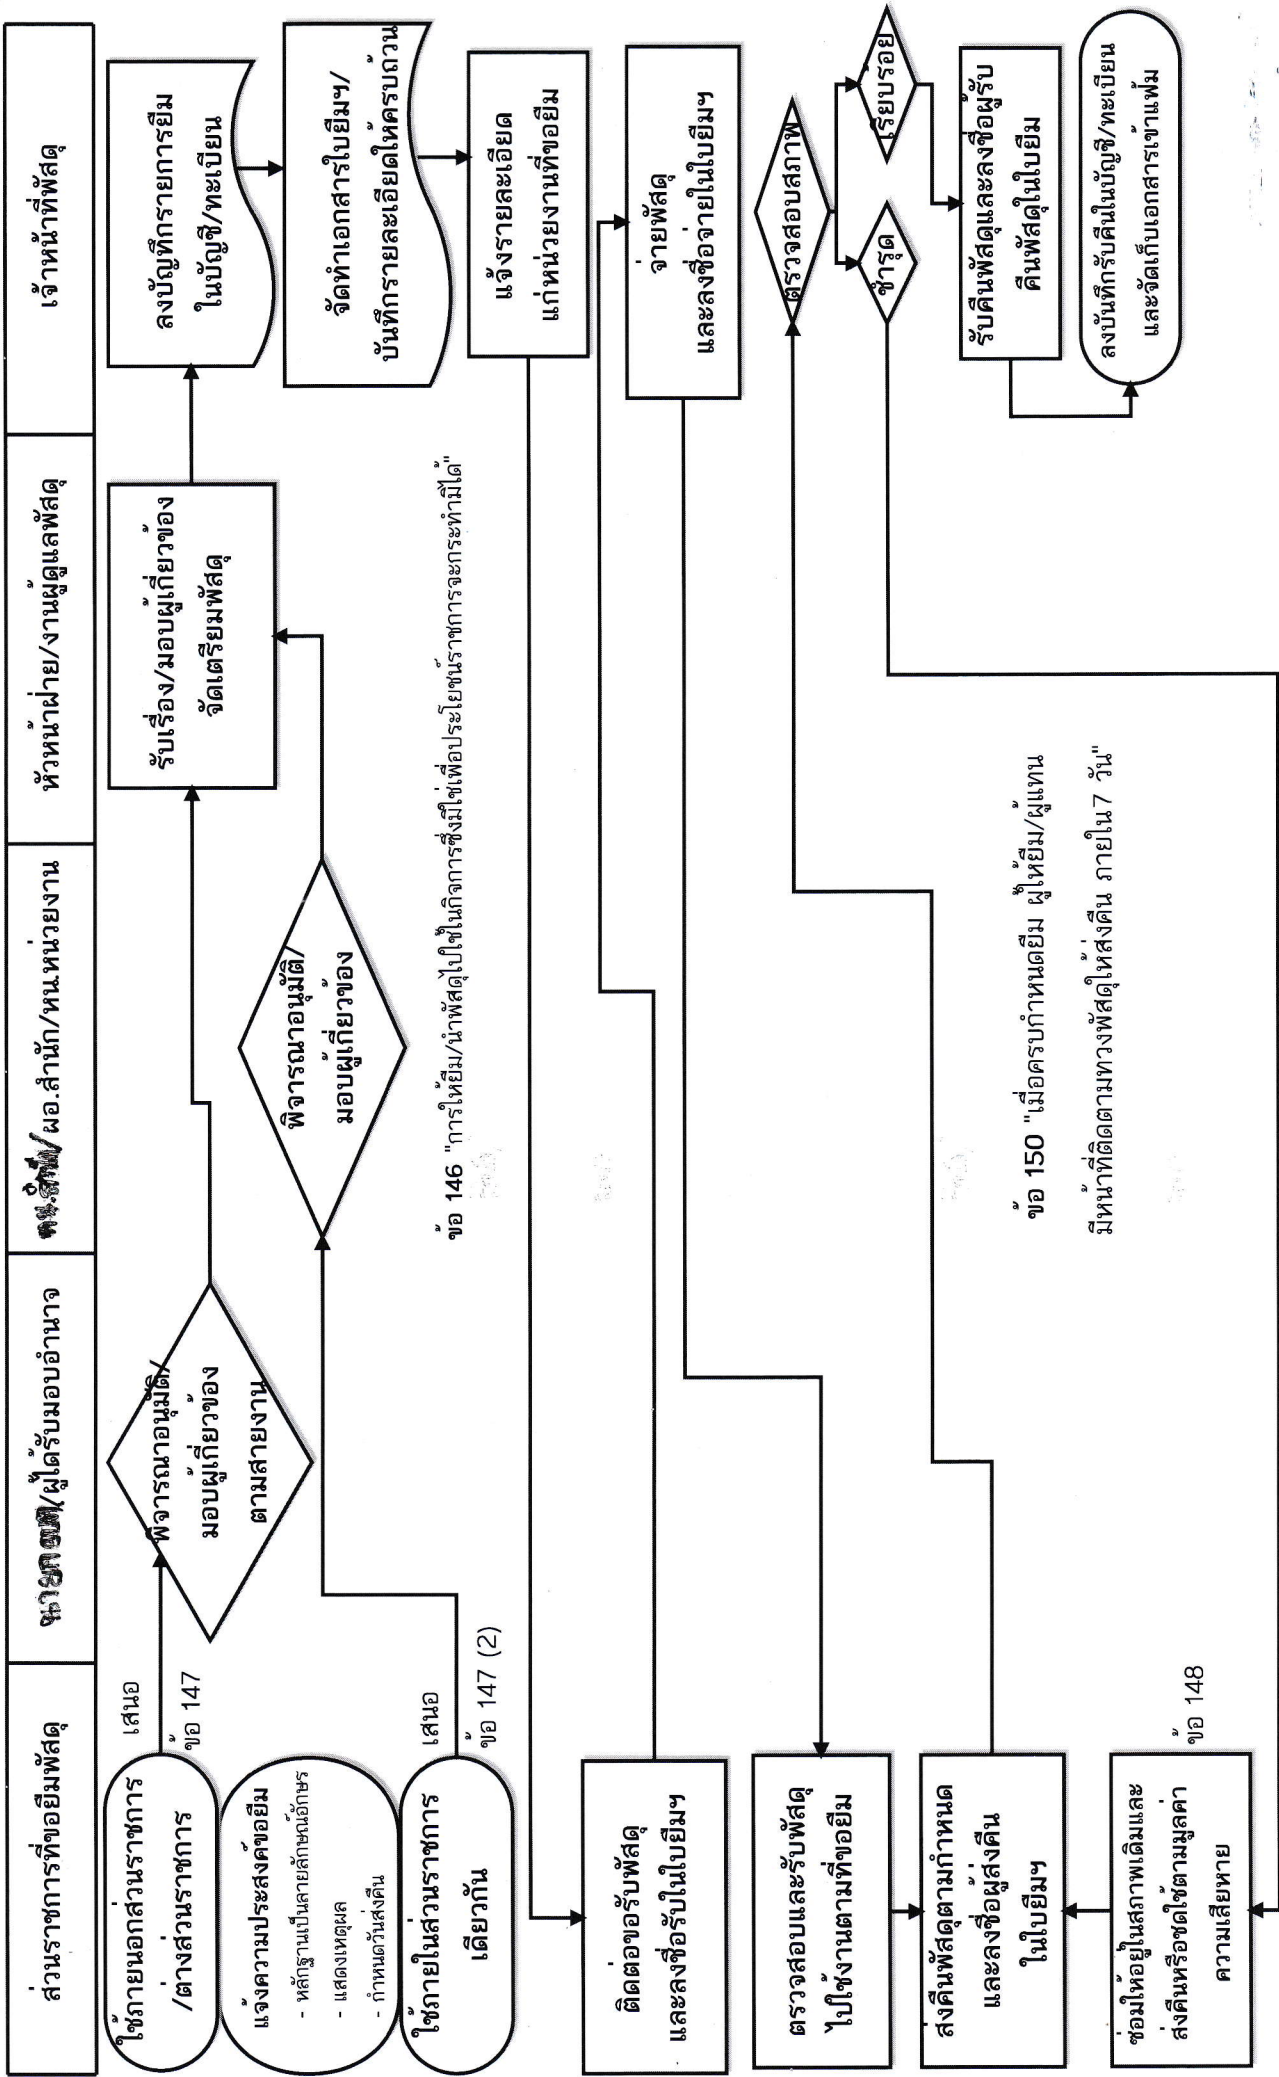 ส่วนราชการที่ขอยืมพัสดุ
/ผู้ได้รับมอบอำนาจ
/ผอ.สำนัก/หน.หน่วยงาน
หัวหน้าฝ่าย/งานผู้ดูแลพัสดุ
เจ้าหน้าที่พัสดุ
ใช้ภายนอกส่วนราชการ
/ต่างส่วนราชการ
เสนอ
ข้อ 147
แจ้งความประสงค์ขอยืม
- หลักฐานเป็นลายลักษณ์อักษร
- แสดงเหตุผล
- กำหนดวันส่งคืน
ใช้ภายในส่วนราชการ
เดียวกัน
เสนอ
ข้อ 147 (2)
พิจารณาอนุมัติ/
มอบผู้เกี่ยวข้อง
ตามสายงาน
พิจารณาอนุมัติ/
มอบผู้เกี่ยวข้อง
รับเรื่อง/มอบผู้เกี่ยวข้อง
จัดเตรียมพัสดุ
ลงบัญทึกรายการยืม
ในบัญชี/ทะเบียน
จัดทำเอกสารใบยืมฯ/
บันทึกรายละเอียดให้ครบถ้วน
แจ้งรายละเอียด
แก่หน่วยงานที่ขอยืม
ข้อ 146 "การให้ยืม/นำพัสดุไปใช้ในกิจการซึ่งมิใช่เพื่อประโยชน์ราชการจะกระทำมิได้"
ติดต่อขอรับพัสดุ
และลงชื่อรับในใบยืมฯ
จ่ายพัสดุ
และลงชื่อจ่ายในใบยืมฯ
ตรวจสอบและรับพัสดุ
ไปใช้งานตามที่ขอยืม
ตรวจสอบสภาพ
ชำรุด
เรียบร้อย
ส่งคืนพัสดุตามกำหนด
และลงชื่อผู้ส่งคืน
ในใบยืมฯ
รับคืนพัสดุและลงชื่อผู้รับ
คืนพัสดุในใบยืม
ข้อ 150 "เมื่อครบกำหนดยืม ผู้ให้ยืม/ผู้แทน
มีหน้าที่ติดตามทวงพัสดุให้ส่งคืน ภายใน 7 วัน"
ซ่อมให้อยู่ในสภาพเดิมและ
ส่งคืนหรือชดใช้ตามมูลค่า
ความเสียหาย
ข้อ 148
ลงบันทึกรับคืนในบัญชี/ทะเบียน
และจัดเก็บเอกสารเข้าแฟ้ม